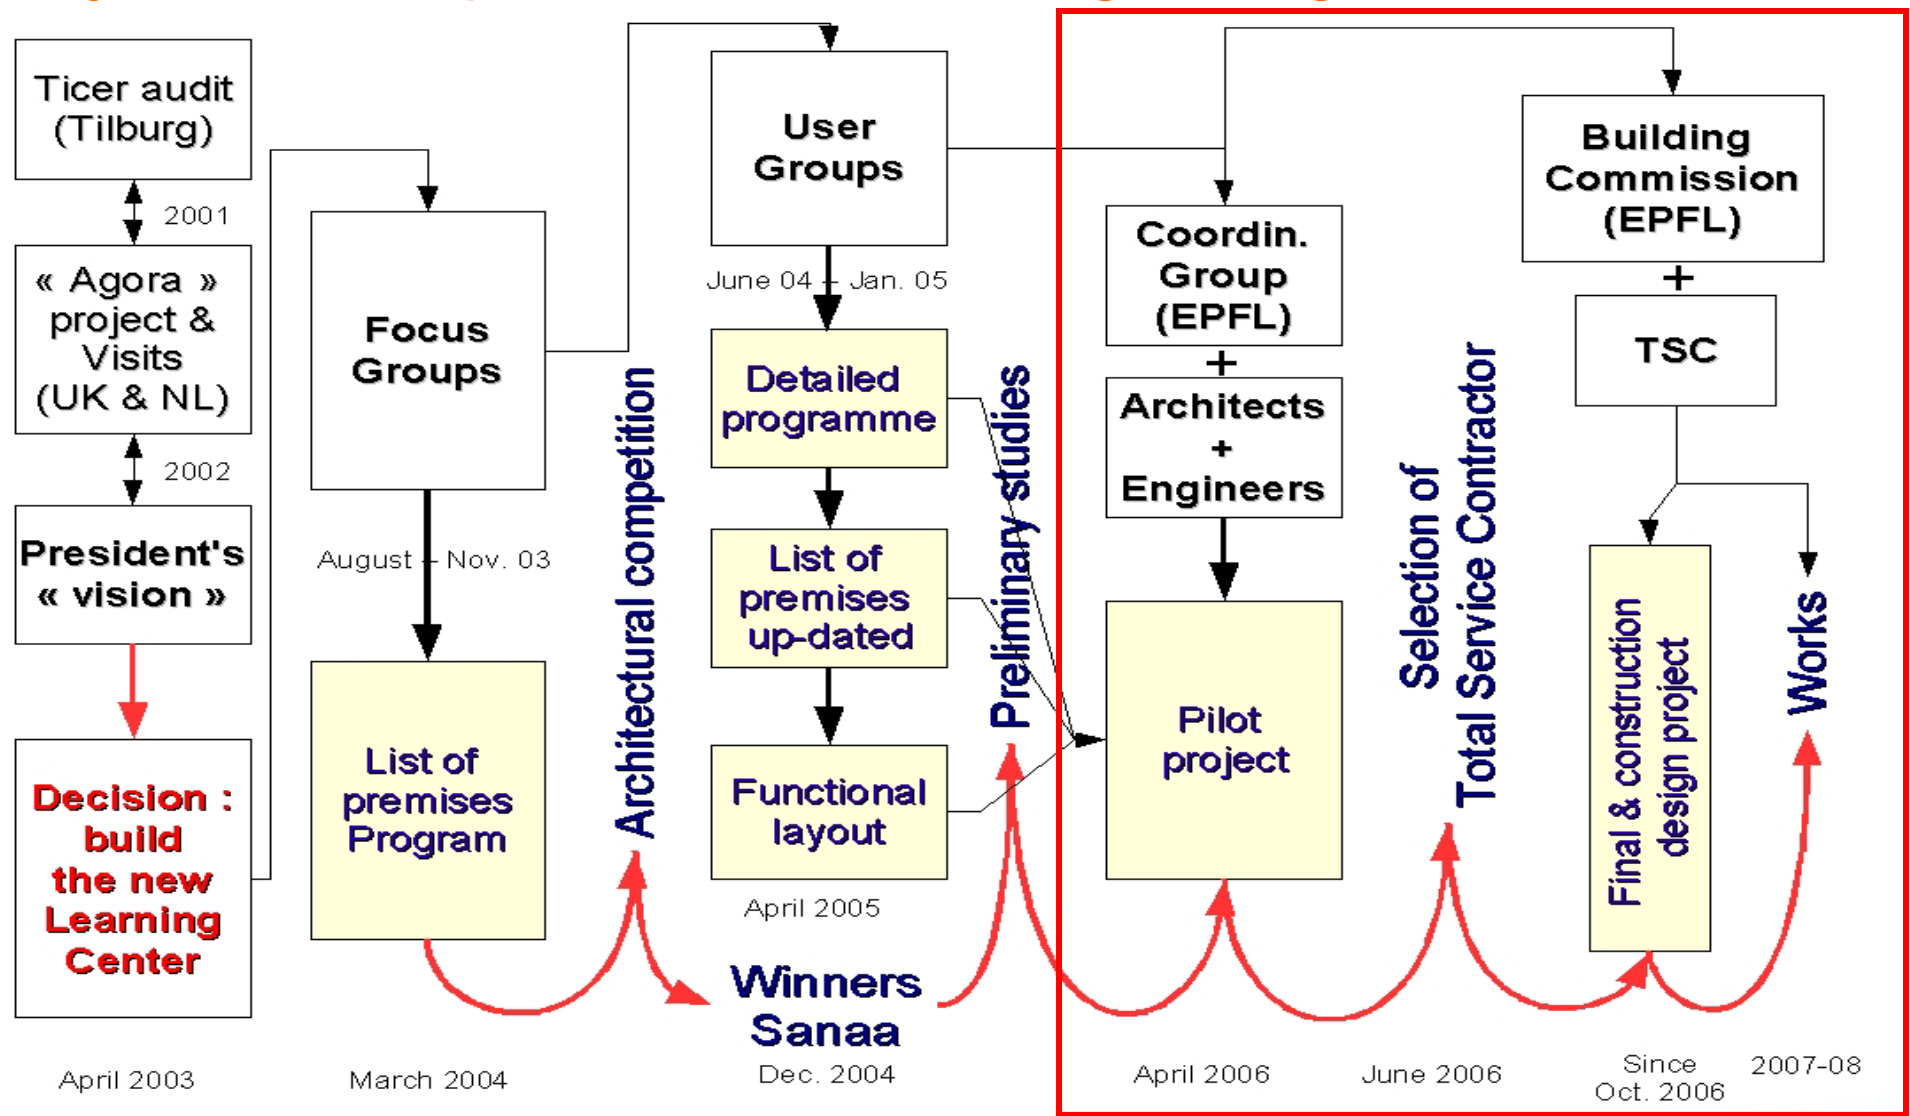 Ticer audit
(Tilburg)
2001
« Agora »
project &
Visits
(UK & NL)
2002
President's
« vision »
Decision :
build
the new
Learning
Center
April 2003
Focus
Groups
August – Nov. 03
List of
premises
Program
March 2004
Architectural competition
User
Groups
June 04 – Jan. 05
Detailed
programme
List of
premises
up-dated
Functional
layout
April 2005
Winners
Sanaa
Dec. 2004
Preliminary studies
Coordin.
Group
(EPFL)
+
Architects
+
Engineers
Pilot
project
April 2006
Selection of
Total Service Contractor
June 2006
Building
Commission
(EPFL)
+
TSC
Final & construction
design project
Since
Oct. 2006
Works
2007-08